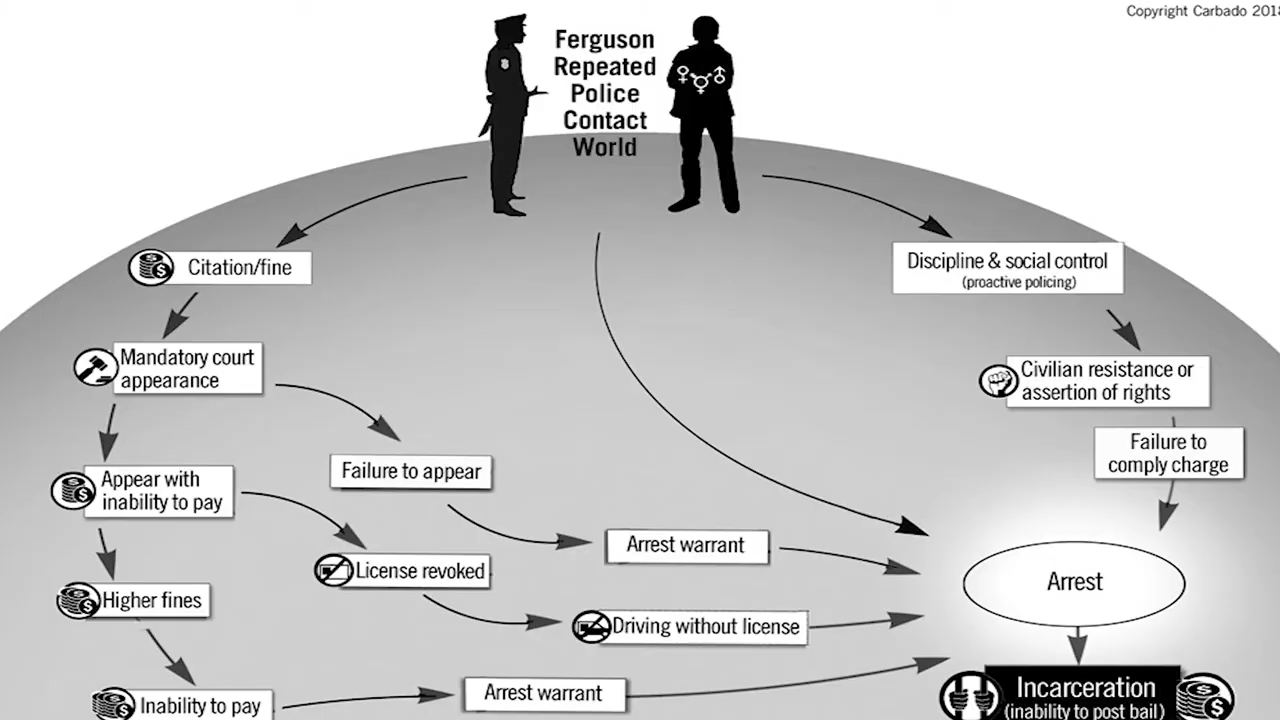 Copyright Carbado 2018
Ferguson
Repeated
Police
Contact
World
Citation/fine
Discipline & social control
(proactive policing)
Mandatory court
appearance
Civilian resistance or
assertion of rights
Failure to
comply charge
Failure to appear
Appear with
inability to pay
Arrest warrant
License revoked
Arrest
Higher fines
Driving without license
Inability to pay
Arrest warrant
Incarceration
(inability to post bail)